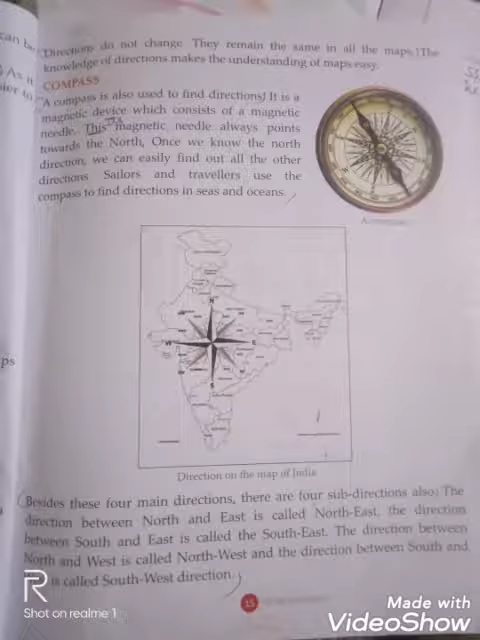 can be
Directions do not change. They remain the same in all the maps. The
knowledge of directions makes the understanding of maps easy.
COMPASS
A compass is also used to find directions. It is a
magnetic device which consists of a magnetic
needle. This magnetic needle always points
towards the North, Once we know the north
direction, we can easily find out all the other
directions. Sailors and travellers use the
compass to find directions in seas and oceans.
N
W E
S
ps
Direction on the map of India
Besides these four main directions, there are four sub-directions also. The
direction between North and East is called North-East, the direction
between South and East is called the South-East. The direction between
North and West is called North-West and the direction between South and
is called South-West direction.
15
R
Shot on realme 1
Made with
VideoShow